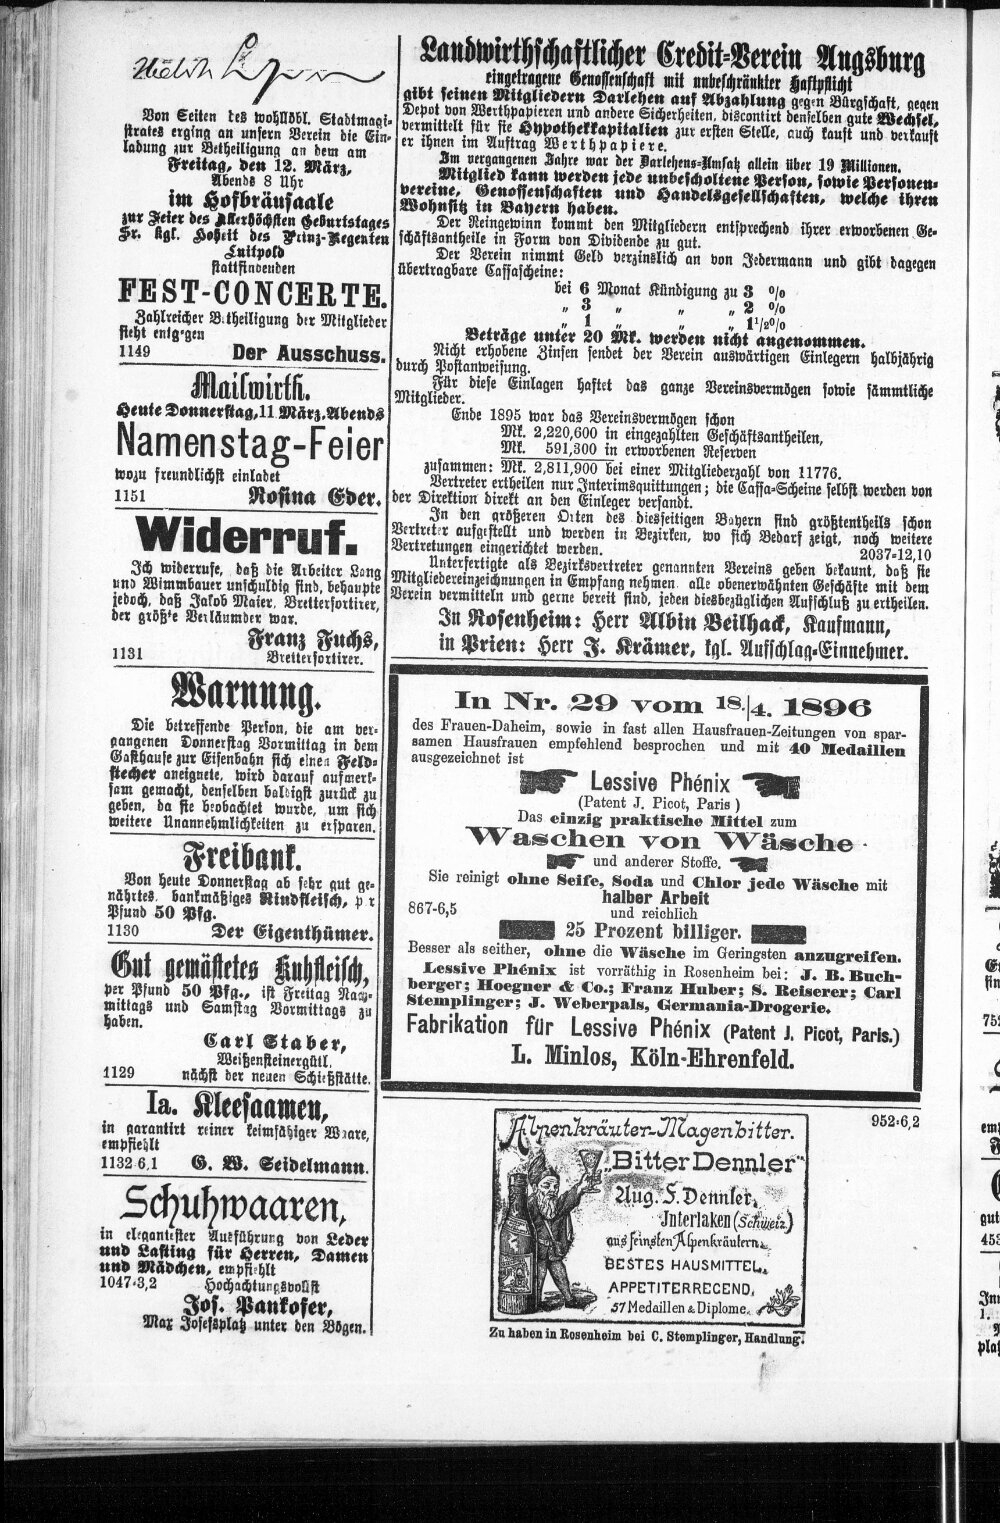 Von Seiten des wohllöbl. Stadtmagi-
strates erging an unsern Verein die Ein-
ladung zur Betheiligung an dem am
Freitag, den 12. März,
Abends 8 Uhr
im Hofbräusaale
zur Feier des Allerhöchsten Geburtstages
Sr. Kgl. Hoheit des Prinz-Regenten
Luitpold
stattfindenden
FEST-CONCERTE.
Zahlreicher Betheiligung der Mitglieder
sieht entgegen
1149 Der Ausschuss.
Mailwirth.
Heute Donnerstag, 11 März, Abends
Namenstag-Feier
wozu freundlichst einladet
1151 Rosina Eder.
Widerruf.
Ich widerrufe, daß die Arbeiter Lang
und Wimmbauer unschuldig sind, behaupte
jedoch, daß Jakob Maier, Brettersortirer,
der größte Verläumder war.
Franz Fuchs,
1131 Brettersortirer.
Warnung.
Die betreffende Person, die am ver-
gangenen Donnerstag Vormittag in dem
Gasthause zur Eisenbahn sich einen Feld-
stecher aneignete, wird darauf aufmerk-
sam gemacht, denselben baldigst zurück zu
geben, da sie beobachtet wurde, um sich
weitere Unannehmlichkeiten zu ersparen.
Freibank.
Von heute Donnerstag ab sehr gut ge-
nährtes, bankmäßiges Rindfleisch, per
Pfund 50 Pfg.
1130 Der Eigenthümer.
Gut gemästetes Kuhfleisch,
per Pfund 50 Pfg., ist Freitag Nach-
mittags und Samstag Vormittags zu
haben.
Carl Staber,
Weißensteinergütl,
1129 nächst der neuen Schießstätte.
Ia. Kleesaamen,
in garantirt reiner keimfähiger Waare,
empfiehlt
1132 6,1 G. W. Seidelmann.
Schuhwaaren,
in elegantester Ausführung von Leder
und Lasting für Herren, Damen
und Mädchen, empfiehlt
1047-3,2 Hochachtungsvollst
Jos. Pankofer,
Max Josefsplatz unter den Bögen.
Landwirthschaftlicher Credit-Verein Augsburg
eingetragene Genossenschaft mit unbeschränkter Haftpflicht
gibt seinen Mitgliedern Darlehen auf Abzahlung gegen Bürgschaft, gegen
Depot von Werthpapieren und andere Sicherheiten, discontirt denselben gute Wechsel,
vermittelt für sie Hypothekkapitalien zur ersten Stelle, auch kauft und verkauft
er ihnen im Auftrag Werthpapiere.
Im vergangenen Jahre war der Darlehens-Umsatz allein über 19 Millionen.
Mitglied kann werden jede unbescholtene Person, sowie Personen-
vereine, Genossenschaften und Handelsgesellschaften, welche ihren
Wohnsitz in Bayern haben.
Der Reingewinn kommt den Mitgliedern entsprechend ihrer erworbenen Ge-
schäftsantheile in Form von Dividende zu gut.
Der Verein nimmt Geld verzinslich an von Jedermann und gibt dagegen
übertragbare Cassascheine:
bei 6 Monat Kündigung zu 3 %
„ 3 „ „ „ 2 %
„ 1 „ „ „ 1½%
Beträge unter 20 Mk. werden nicht angenommen.
Nicht erhobene Zinsen sendet der Verein auswärtigen Einlegern halbjährig
durch Postanweisung.
Für diese Einlagen haftet das ganze Vereinsvermögen sowie sämmtliche
Mitglieder.
Ende 1895 war das Vereinsvermögen schon
Mk. 2,220,600 in eingezahlten Geschäftsantheilen,
Mk. 591,300 in erworbenen Reserven
zusammen: Mk. 2,811,900 bei einer Mitgliederzahl von 11776.
Vertreter ertheilen nur Interimsquittungen; die Cassa-Scheine selbst werden von
der Direktion direkt an den Einleger versandt.
In den größeren Orten des diesseitigen Bayern sind größtentheils schon
Vertreter aufgestellt und werden in Bezirken, wo sich Bedarf zeigt, noch weitere
Vertretungen eingerichtet werden. 2037-12,10
Unterfertigte als Bezirksvertreter genannten Vereins geben bekannt, daß sie
Mitgliedereinzeichnungen in Empfang nehmen, alle obenerwähnten Geschäfte mit dem
Verein vermitteln und gerne bereit sind, jeden diesbezüglichen Aufschluß zu ertheilen.
In Rosenheim: Herr Albin Beilhack, Kaufmann,
in Prien: Herr J. Krämer, kgl. Aufschlag-Einnehmer.
In Nr. 29 vom 18./4. 1896
des Frauen-Daheim, sowie in fast allen Hausfrauen-Zeitungen von spar-
samen Hausfrauen empfehlend besprochen und mit 40 Medaillen
ausgezeichnet ist
Lessive Phénix
(Patent J. Picot, Paris)
Das einzig praktische Mittel zum
Waschen von Wäsche
und anderer Stoffe.
Sie reinigt ohne Seife, Soda und Chlor jede Wäsche mit
halber Arbeit
867-6,5 und reichlich
25 Prozent billiger.
Besser als seither, ohne die Wäsche im Geringsten anzugreifen.
Lessive Phénix ist vorräthig in Rosenheim bei: J. B. Buch-
berger; Hoegner & Co.; Franz Huber; S. Reiserer; Carl
Stemplinger; J. Weberpals, Germania-Drogerie.
Fabrikation für Lessive Phénix (Patent J. Picot, Paris.)
L. Minlos, Köln-Ehrenfeld.
952-6,2
Alpenkräuter-Magenbitter.
„Bitter Dennler"
Aug. F. Dennler,
Interlaken (Schweiz)
aus feinsten Alpenkräutern.
BESTES HAUSMITTEL,
APPETITERREGEND,
57 Medaillen & Diplome.
Zu haben in Rosenheim bei C. Stemplinger, Handlung.